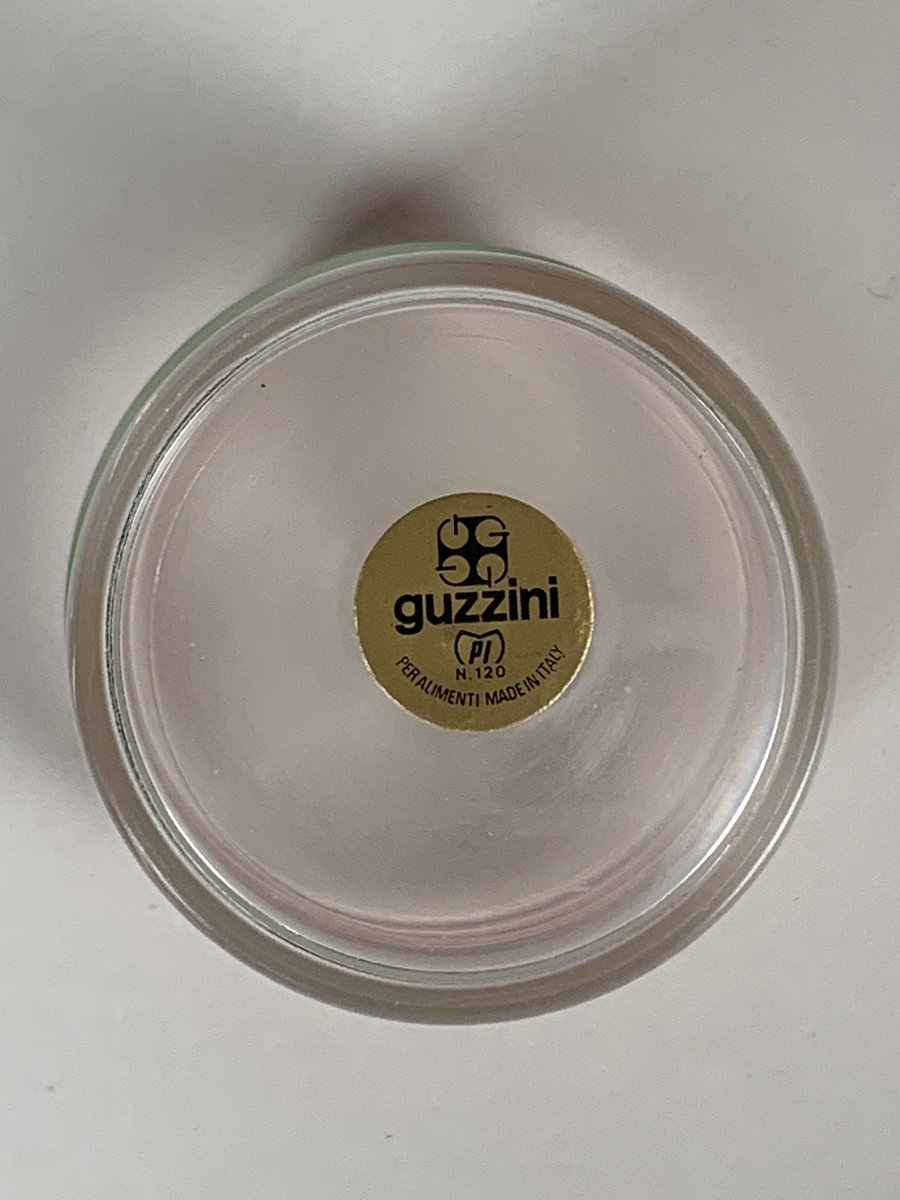 guzzini
PI
N.120
PER ALIMENTI MADE IN ITALY